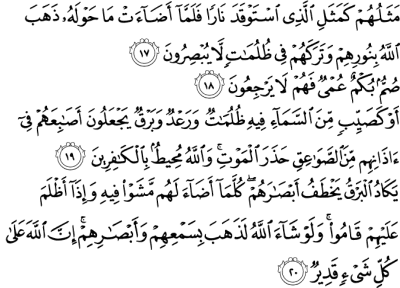 مَثَلُهُمْ كَمَثَلِ الَّذِي اسْتَوْقَدَ نَارًا فَلَمَّا أَضَاءَتْ مَا حَوْلَهُ ذَهَبَ
اللَّهُ بِنُورِهِمْ وَتَرَكَهُمْ فِي ظُلُمَاتٍ لَّا يُبْصِرُونَ ﴿١٧﴾
صُمٌّ بُكْمٌ عُمْيٌ فَهُمْ لَا يَرْجِعُونَ ﴿١٨﴾
أَوْ كَصَيِّبٍ مِّنَ السَّمَاءِ فِيهِ ظُلُمَاتٌ وَرَعْدٌ وَبَرْقٌ يَجْعَلُونَ أَصَابِعَهُمْ فِي
آذَانِهِم مِّنَ الصَّوَاعِقِ حَذَرَ الْمَوْتِ ۚ وَاللَّهُ مُحِيطٌ بِالْكَافِرِينَ ﴿١٩﴾
يَكَادُ الْبَرْقُ يَخْطَفُ أَبْصَارَهُمْ ۖ كُلَّمَا أَضَاءَ لَهُم مَّشَوْا فِيهِ وَإِذَا أَظْلَمَ
عَلَيْهِمْ قَامُوا ۚ وَلَوْ شَاءَ اللَّهُ لَذَهَبَ بِسَمْعِهِمْ وَأَبْصَارِهِمْ ۚ إِنَّ اللَّهَ عَلَىٰ
كُلِّ شَيْءٍ قَدِيرٌ ﴿٢٠﴾